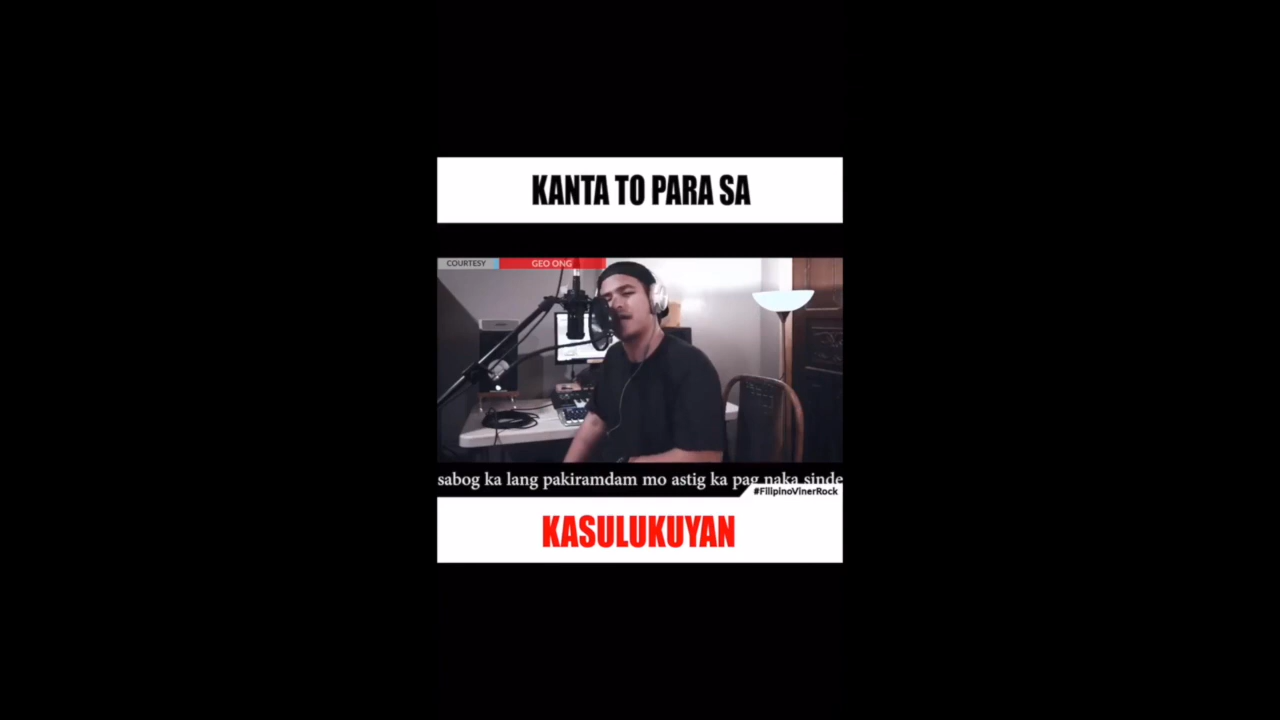 KANTA TO PARA SA
COURTESY GEO ONG
sabog ka lang pakiramdam mo astig ka pag naka sinde
#FilipinoVinerRock
KASULUKUYAN